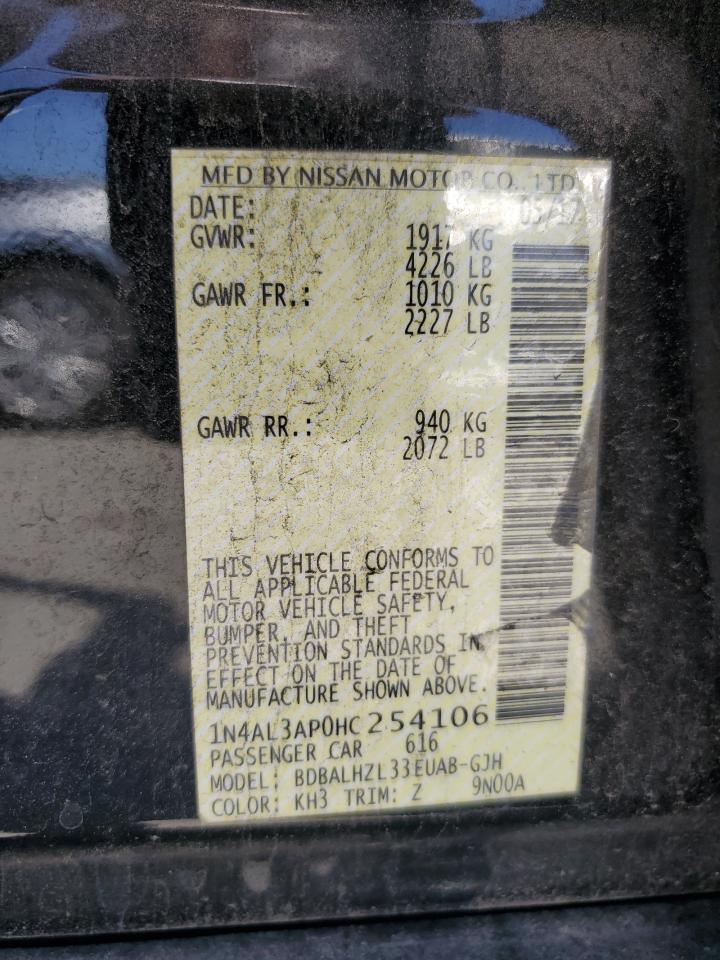 MFD BY NISSAN MOTOR CO., LTD.
DATE: 05/17
GVWR: 1917 KG
4226 LB
GAWR FR.: 1010 KG
2227 LB
GAWR RR.: 940 KG
2072 LB
THIS VEHICLE CONFORMS TO
ALL APPLICABLE FEDERAL
MOTOR VEHICLE SAFETY,
BUMPER, AND THEFT
PREVENTION STANDARDS IN
EFFECT ON THE DATE OF
MANUFACTURE SHOWN ABOVE.
1N4AL3AP0HC254106
PASSENGER CAR 616
MODEL: BDBALHZL33EUAB-GJH
COLOR: KH3 TRIM: Z 9N00A